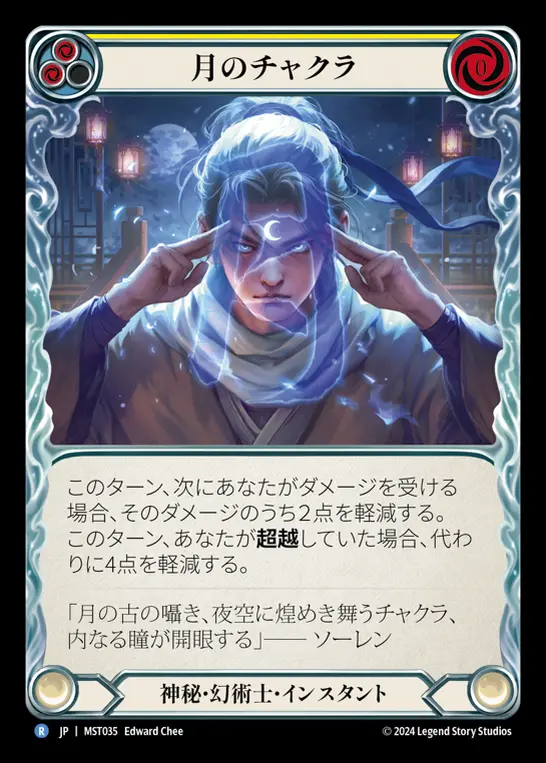 月のチャクラ
0
このターン、次にあなたがダメージを受ける
場合、そのダメージのうち2点を軽減する。
このターン、あなたが超越していた場合、代わ
りに4点を軽減する。
「月の古の囁き、夜空に煌めき舞うチャクラ、
内なる瞳が開眼する」―― ソーレン
神秘・幻術士・インスタント
R JP | MST035 Edward Chee
© 2024 Legend Story Studios